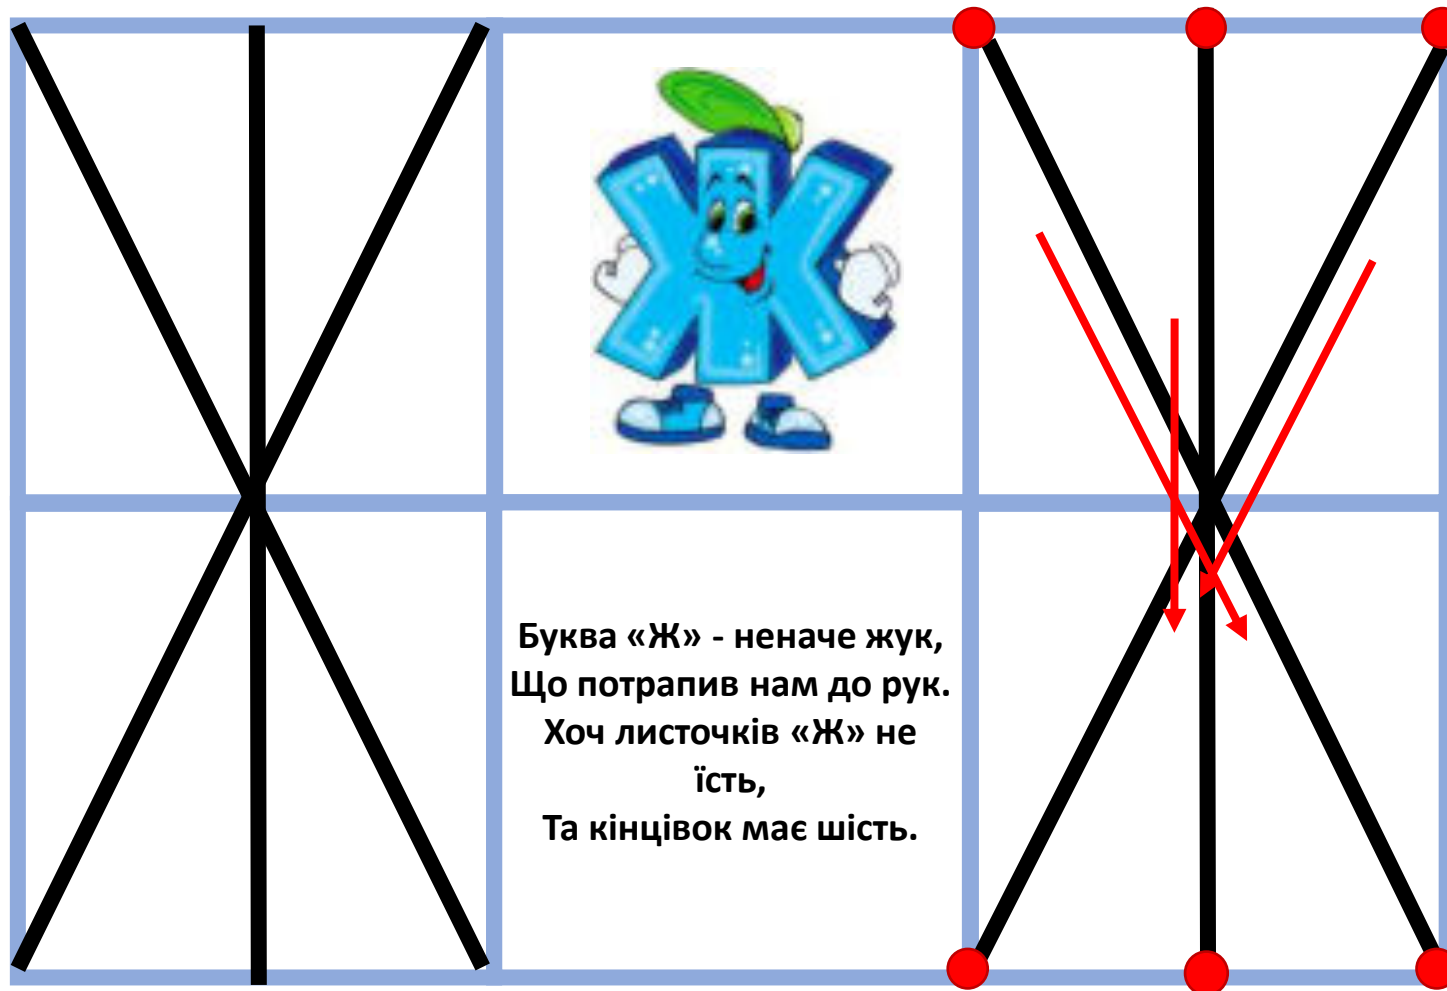 Буква «Ж» - неначе жук,
Що потрапив нам до рук.
Хоч листочків «Ж» не
їсть,
Та кінцівок має шість.